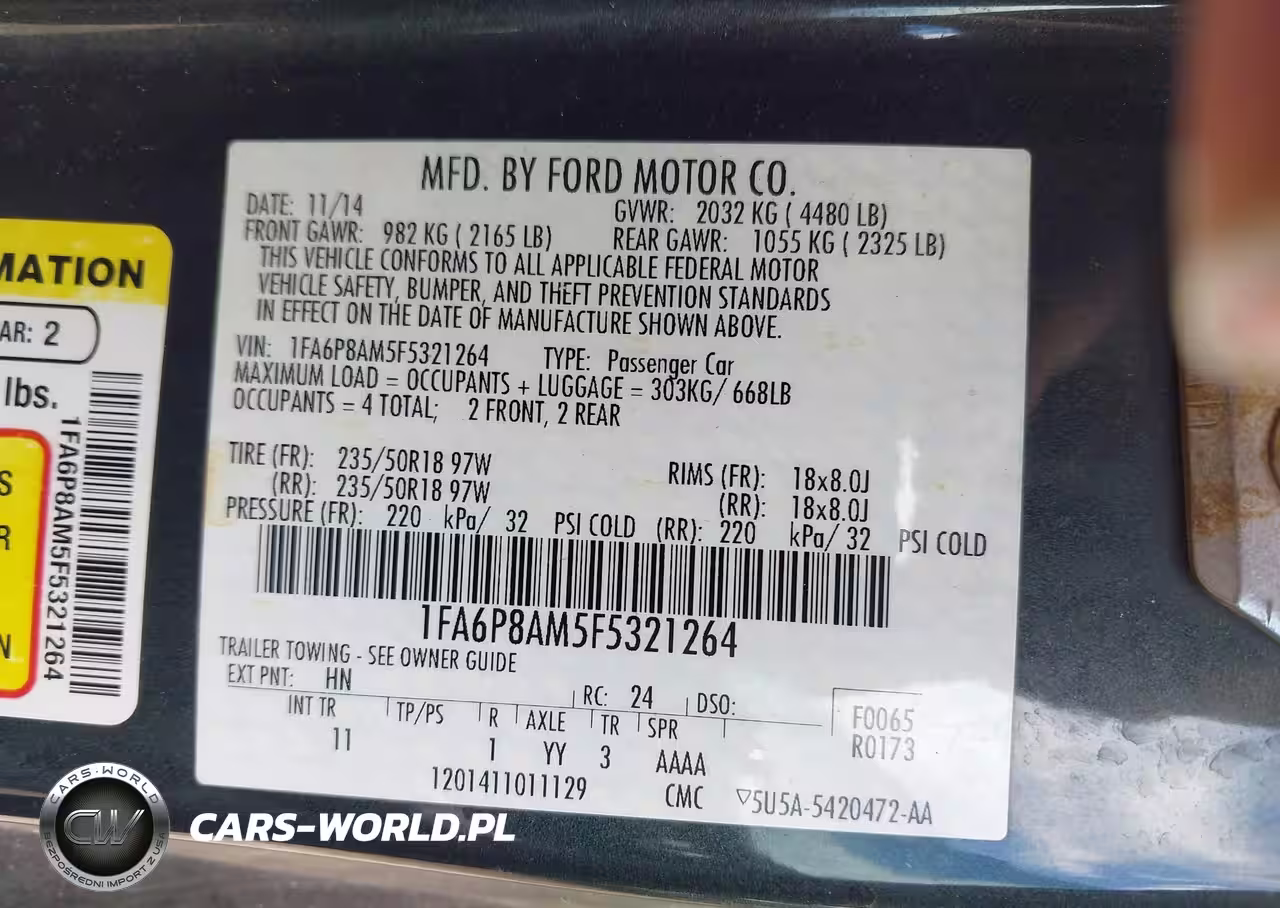 MFD. BY FORD MOTOR CO.
DATE: 11/14 GVWR: 2032 KG ( 4480 LB)
FRONT GAWR: 982 KG ( 2165 LB) REAR GAWR: 1055 KG ( 2325 LB)
THIS VEHICLE CONFORMS TO ALL APPLICABLE FEDERAL MOTOR
VEHICLE SAFETY, BUMPER, AND THEFT PREVENTION STANDARDS
IN EFFECT ON THE DATE OF MANUFACTURE SHOWN ABOVE.
VIN: 1FA6P8AM5F5321264 TYPE: Passenger Car
MAXIMUM LOAD = OCCUPANTS + LUGGAGE = 303KG/ 668LB
OCCUPANTS = 4 TOTAL; 2 FRONT, 2 REAR
TIRE (FR): 235/50R18 97W RIMS (FR): 18x8.0J
(RR): 235/50R18 97W (RR): 18x8.0J
PRESSURE (FR): 220 kPa/ 32 PSI COLD (RR): 220 kPa/ 32 PSI COLD
1FA6P8AM5F5321264
TRAILER TOWING - SEE OWNER GUIDE
EXT PNT: HN RC: 24 DSO:
INT TR TP/PS R AXLE TR SPR F0065
11 1 YY 3 AAAA R0173
1201411011129 CMC ▽5U5A-5420472-AA
MATION
AR: 2
lbs.
S
R
N
1FA6P8AM5F5321264
CARS-WORLD
CW
BEZPOŚREDNI IMPORT Z USA
CARS-WORLD.PL